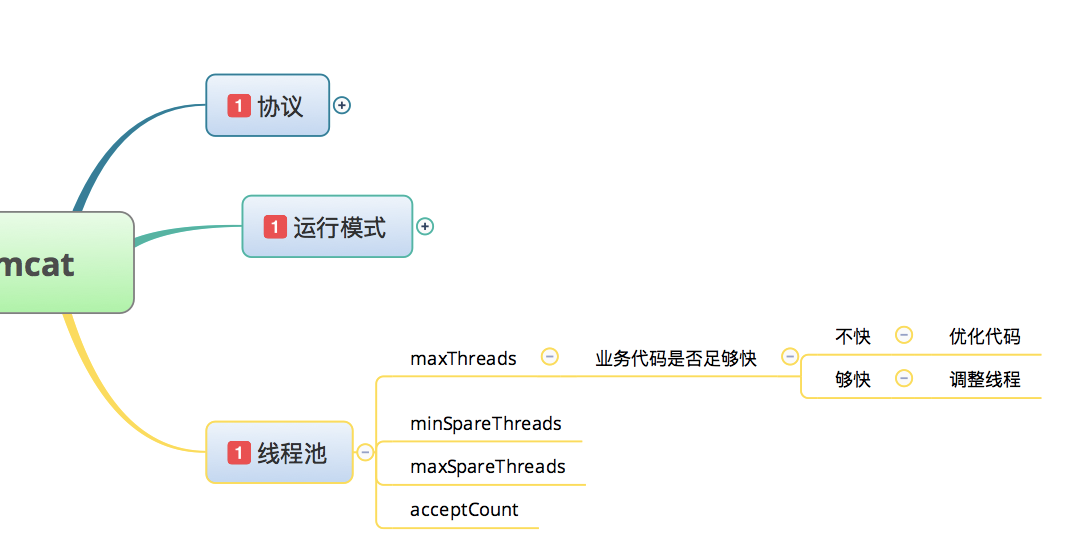 1 协议
1 运行模式
mcat
不快 优化代码
maxThreads 业务代码是否足够快
够快 调整线程
minSpareThreads
1 线程池
maxSpareThreads
acceptCount